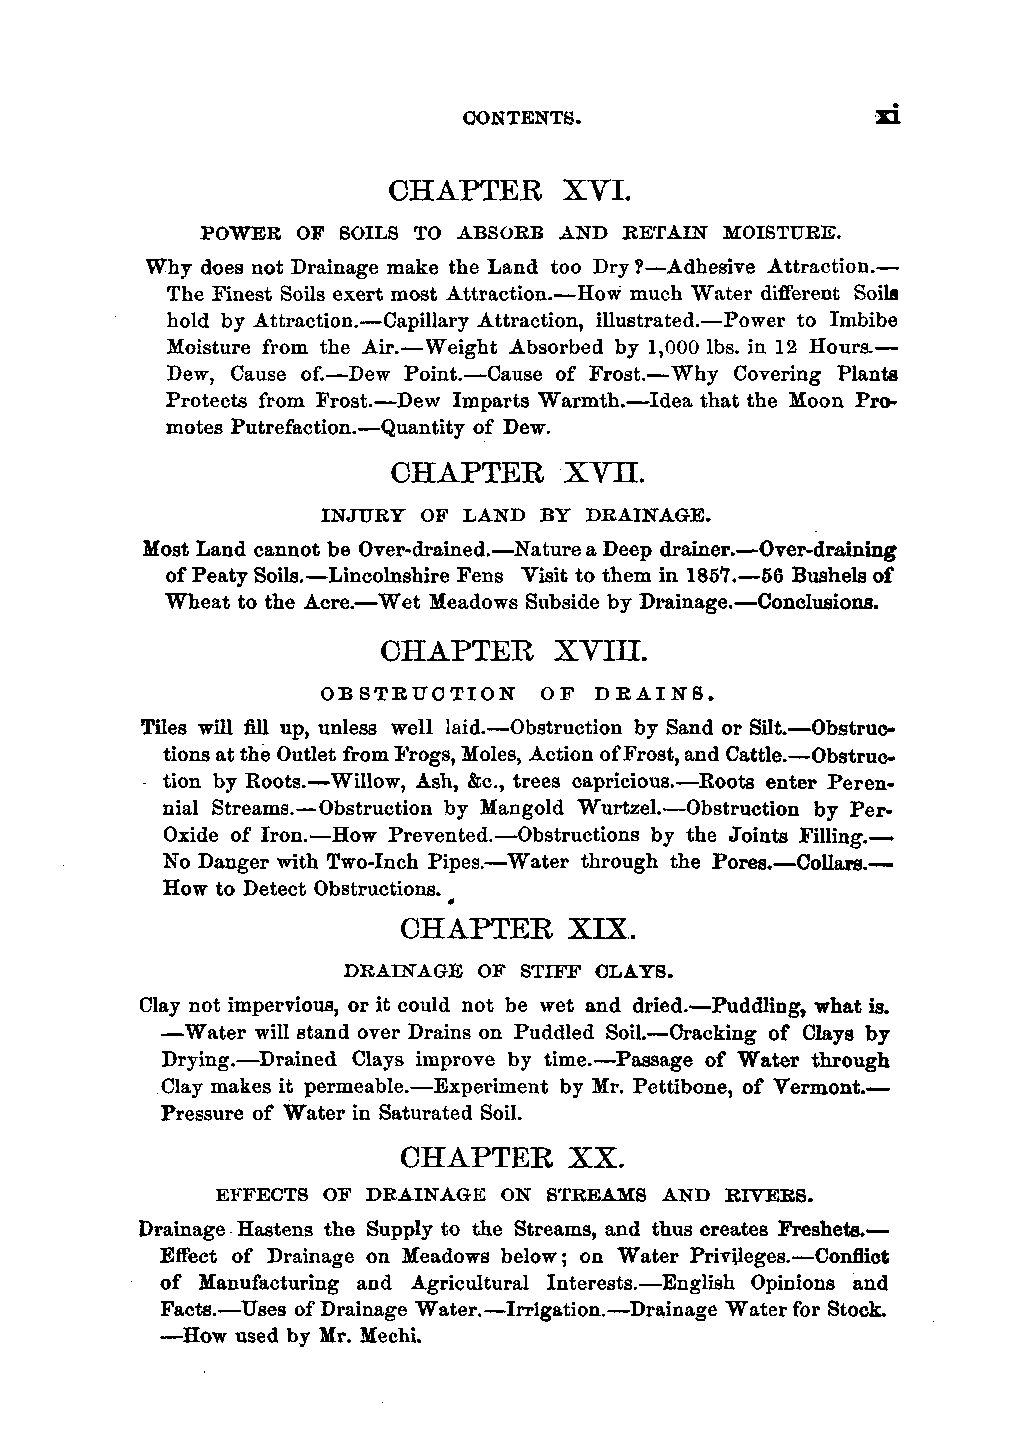 CONTENTS. xi
CHAPTER XVI.
POWER OF SOILS TO ABSORB AND RETAIN MOISTURE.
Why does not Drainage make the Land too Dry?—Adhesive Attraction.—
The Finest Soils exert most Attraction.—How much Water different Soils
hold by Attraction.—Capillary Attraction, illustrated.—Power to Imbibe
Moisture from the Air.—Weight Absorbed by 1,000 lbs. in 12 Hours.—
Dew, Cause of.—Dew Point.—Cause of Frost.—Why Covering Plants
Protects from Frost.—Dew Imparts Warmth.—Idea that the Moon Pro-
motes Putrefaction.—Quantity of Dew.
CHAPTER XVII.
INJURY OF LAND BY DRAINAGE.
Most Land cannot be Over-drained.—Nature a Deep drainer.—Over-draining
of Peaty Soils.—Lincolnshire Fens Visit to them in 1857.—56 Bushels of
Wheat to the Acre.—Wet Meadows Subside by Drainage.—Conclusions.
CHAPTER XVIII.
OBSTRUCTION OF DRAINS.
Tiles will fill up, unless well laid.—Obstruction by Sand or Silt.—Obstruc-
tions at the Outlet from Frogs, Moles, Action of Frost, and Cattle.—Obstruc-
tion by Roots.—Willow, Ash, &c., trees capricious.—Roots enter Peren-
nial Streams.—Obstruction by Mangold Wurtzel.—Obstruction by Per-
Oxide of Iron.—How Prevented.—Obstructions by the Joints Filling.—
No Danger with Two-Inch Pipes.—Water through the Pores.—Collars.—
How to Detect Obstructions.
CHAPTER XIX.
DRAINAGE OF STIFF CLAYS.
Clay not impervious, or it could not be wet and dried.—Puddling, what is.
—Water will stand over Drains on Puddled Soil.—Cracking of Clays by
Drying.—Drained Clays improve by time.—Passage of Water through
Clay makes it permeable.—Experiment by Mr. Pettibone, of Vermont.—
Pressure of Water in Saturated Soil.
CHAPTER XX.
EFFECTS OF DRAINAGE ON STREAMS AND RIVERS.
Drainage Hastens the Supply to the Streams, and thus creates Freshets.—
Effect of Drainage on Meadows below; on Water Privileges.—Conflict
of Manufacturing and Agricultural Interests.—English Opinions and
Facts.—Uses of Drainage Water.—Irrigation.—Drainage Water for Stock.
—How used by Mr. Mechi.